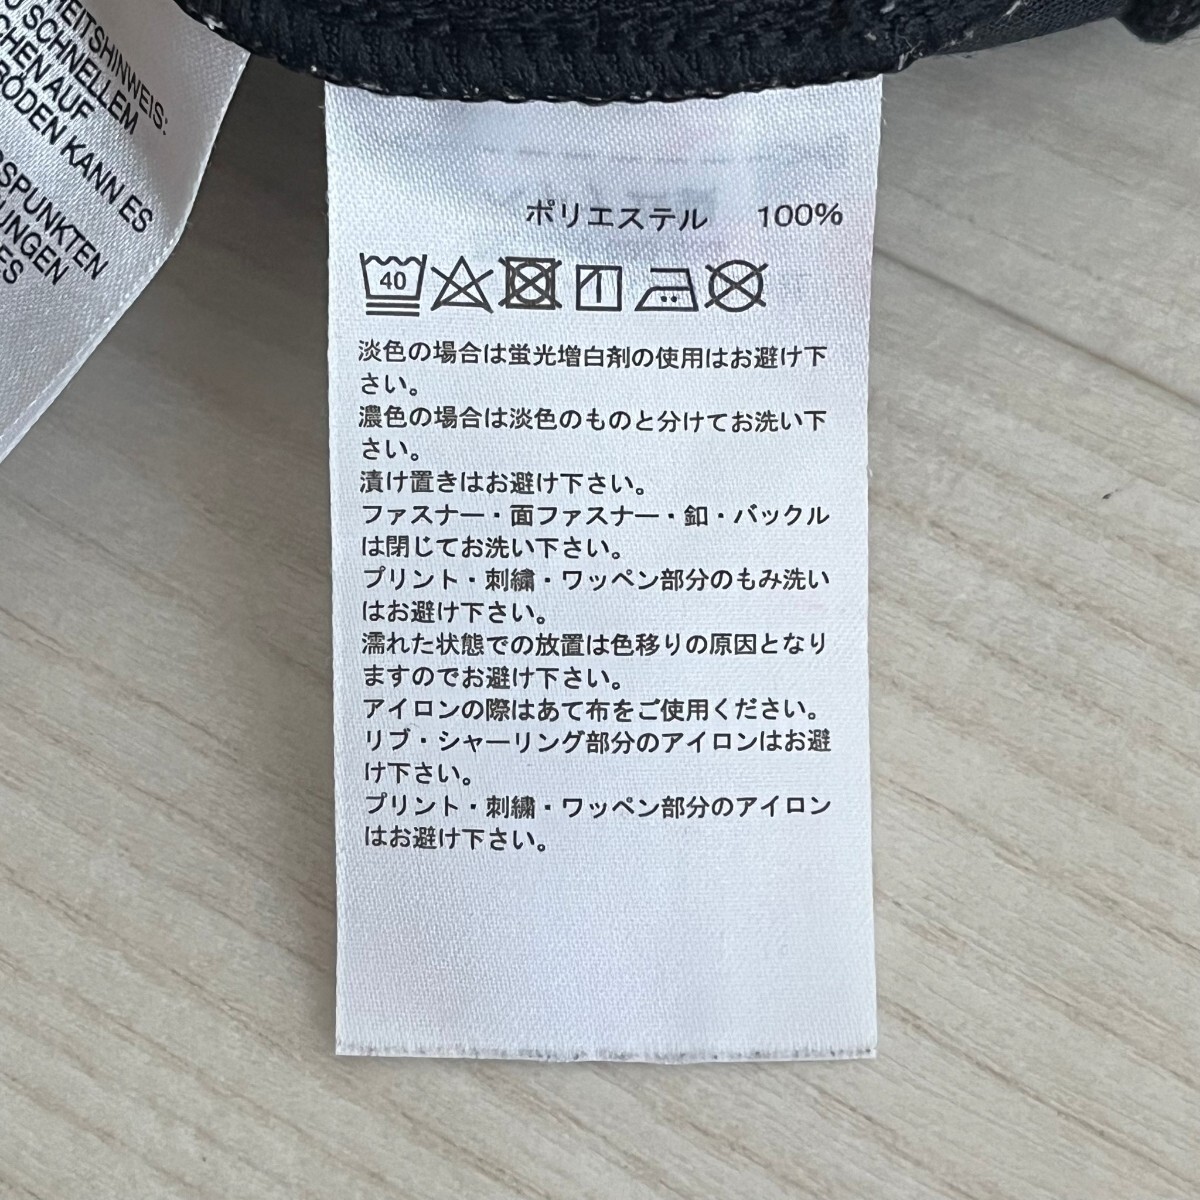 HEITSHINWEIS:
SCHNELLEM
CHEN AUF
BÖDEN KANN ES
SPUNKTEN
UNGEN
ES
ポリエステル 100%
40
淡色の場合は蛍光増白剤の使用はお避け下
さい。
濃色の場合は淡色のものと分けてお洗い下
さい。
漬け置きはお避け下さい。
ファスナー・面ファスナー・釦・バックル
は閉じてお洗い下さい。
プリント・刺繍・ワッペン部分のもみ洗い
はお避け下さい。
濡れた状態での放置は色移りの原因となり
ますのでお避け下さい。
アイロンの際はあて布をご使用ください。
リブ・シャーリング部分のアイロンはお避
け下さい。
プリント・刺繍・ワッペン部分のアイロン
はお避け下さい。